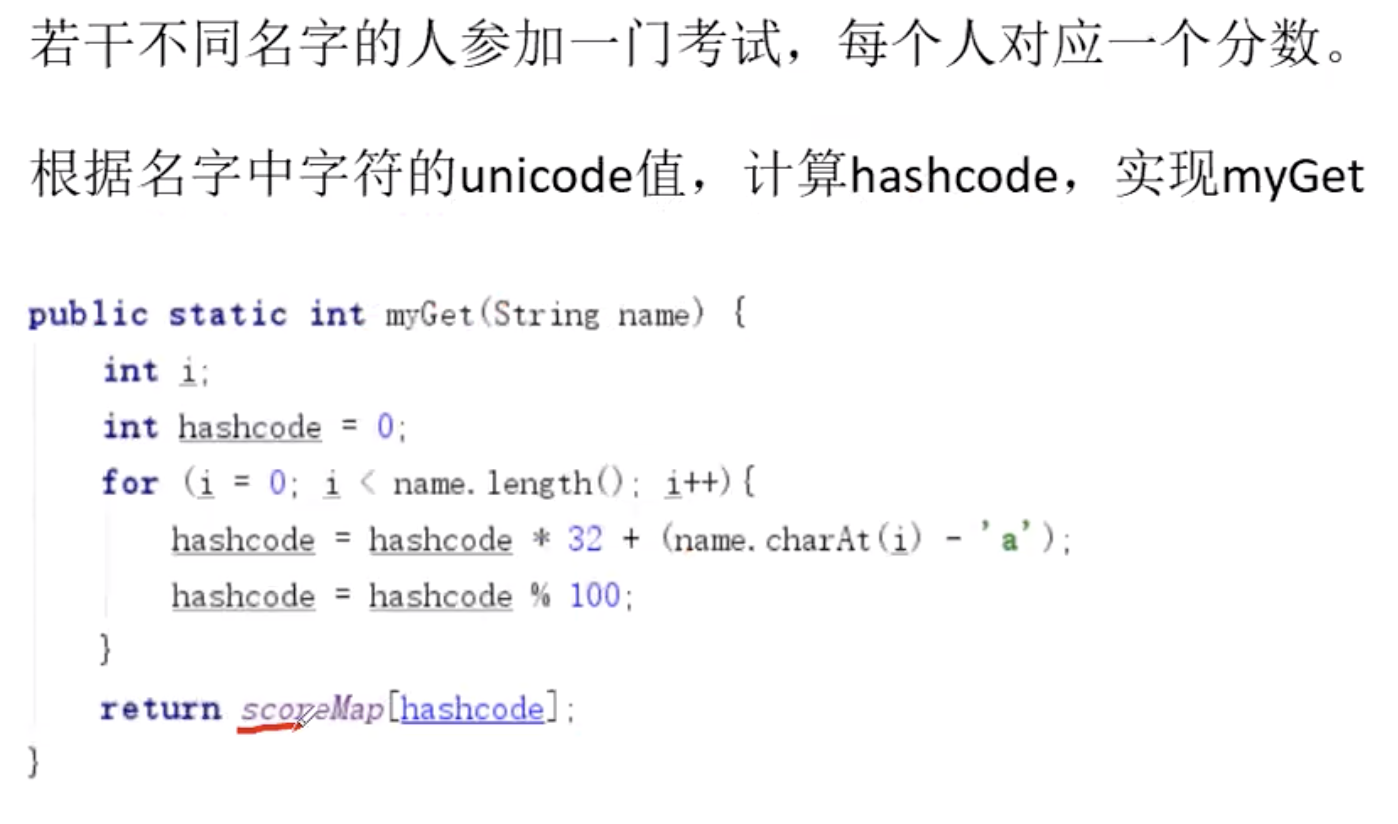 若干不同名字的人参加一门考试，每个人对应一个分数。
根据名字中字符的unicode值，计算hashcode，实现myGet
public static int myGet(String name) {
    int i;
    int hashcode = 0;
    for (i = 0; i < name.length(); i++){
        hashcode = hashcode * 32 + (name.charAt(i) - 'a');
        hashcode = hashcode % 100;
    }
    return scoreMap[hashcode];
}